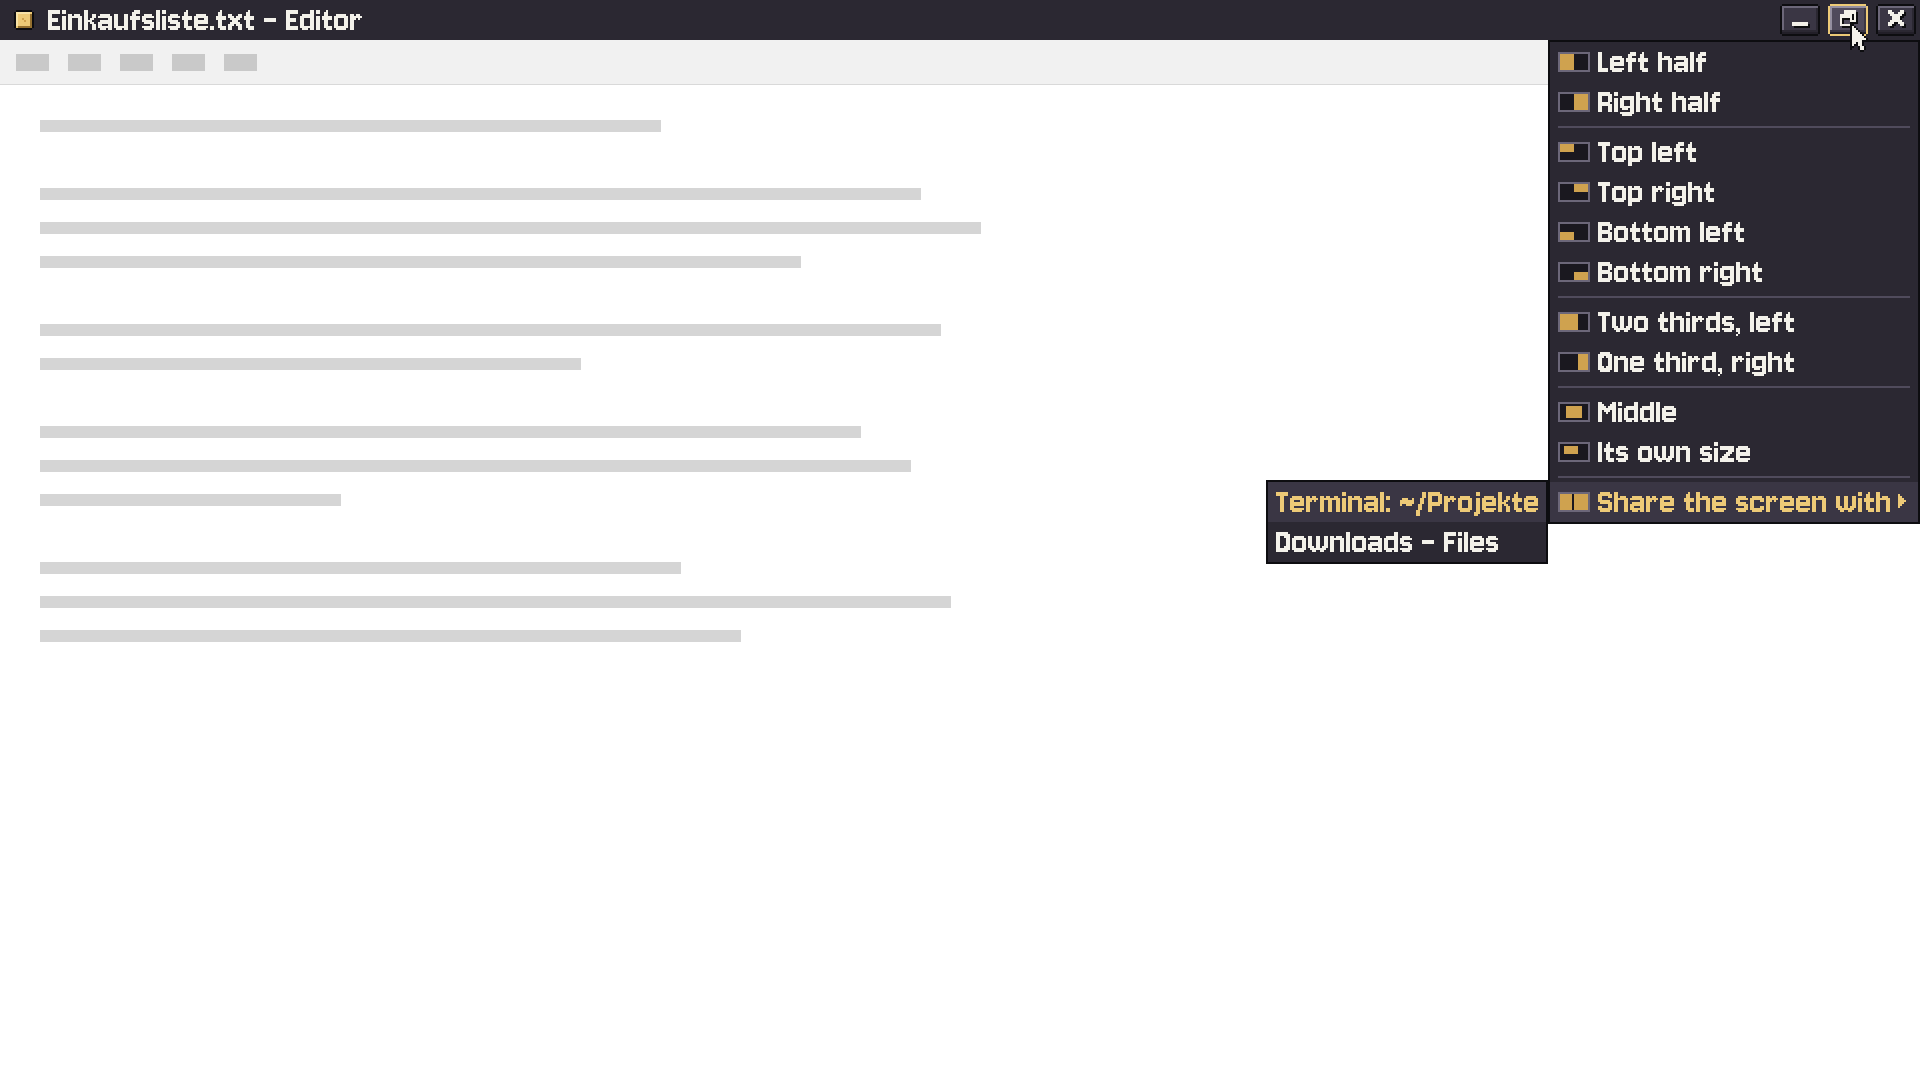 Einkaufsliste.txt – Editor
Left half
Right half
Top left
Top right
Bottom left
Bottom right
Two thirds, left
One third, right
Middle
Its own size
Share the screen with
Terminal: ~/Projekte
Downloads – Files